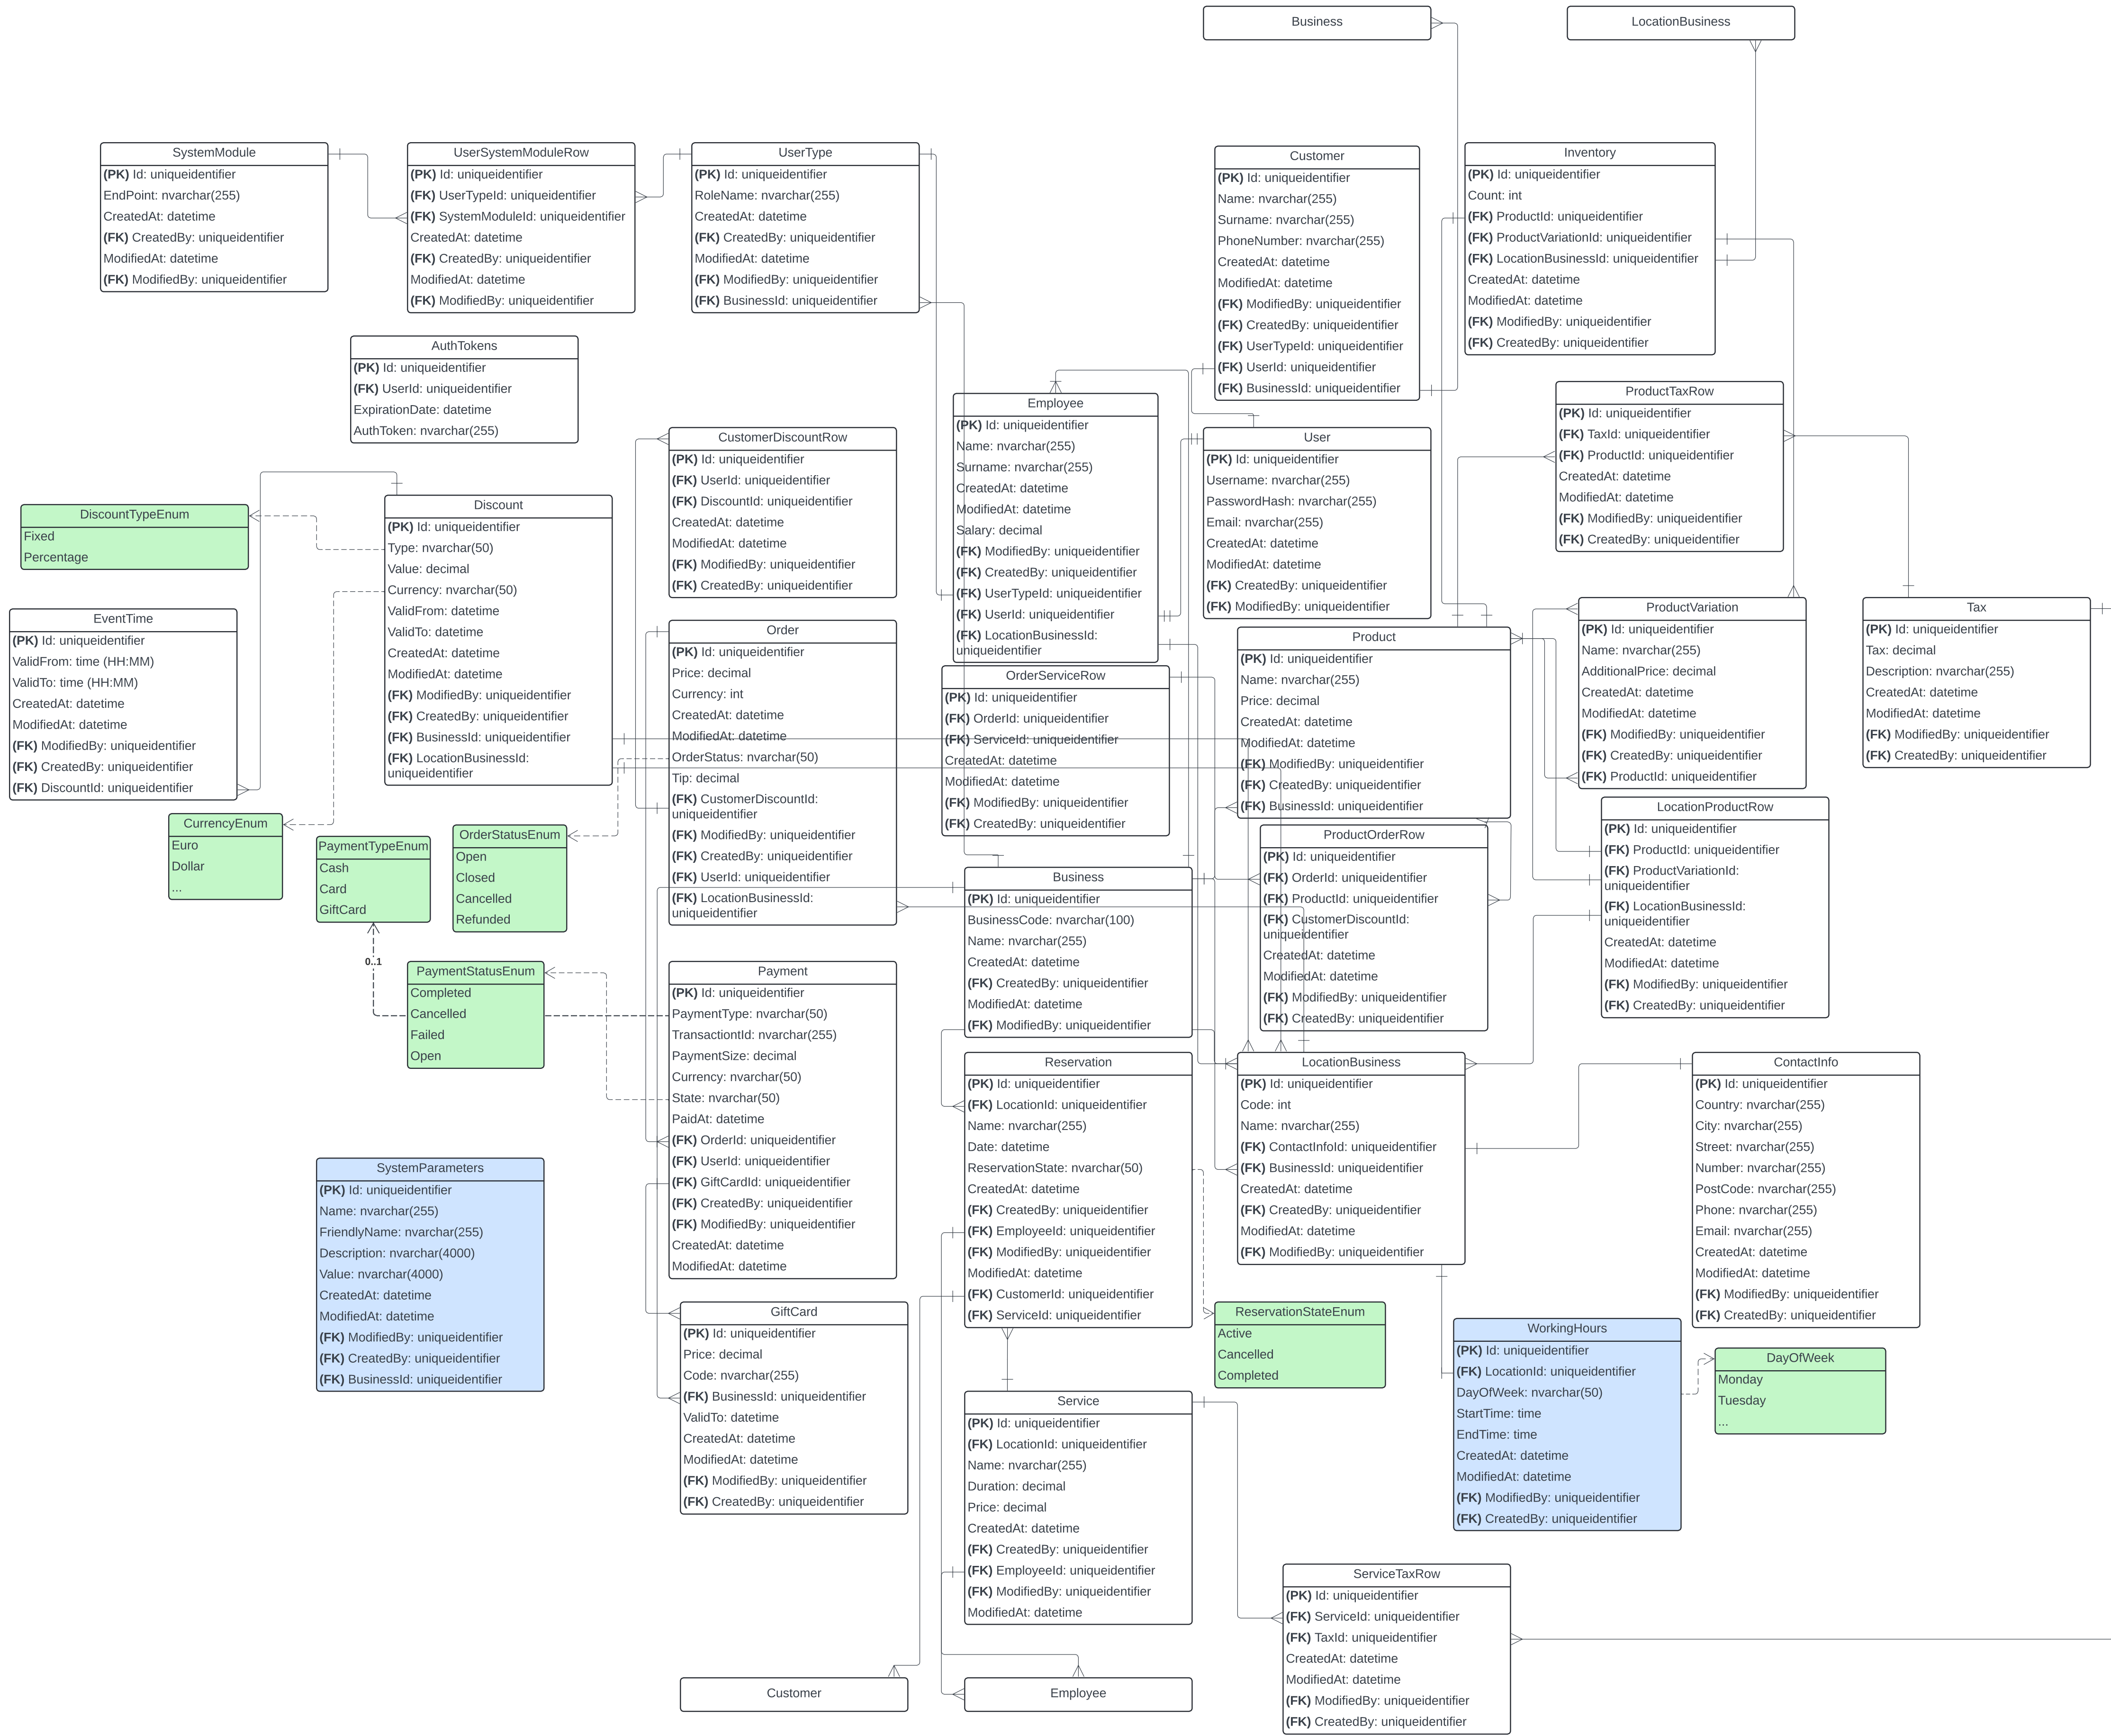 Business
LocationBusiness
SystemModule
(PK) Id: uniqueidentifier
EndPoint: nvarchar(255)
CreatedAt: datetime
(FK) CreatedBy: uniqueidentifier
ModifiedAt: datetime
(FK) ModifiedBy: uniqueidentifier
UserSystemModuleRow
(PK) Id: uniqueidentifier
(FK) UserTypeId: uniqueidentifier
(FK) SystemModuleId: uniqueidentifier
CreatedAt: datetime
(FK) CreatedBy: uniqueidentifier
ModifiedAt: datetime
(FK) ModifiedBy: uniqueidentifier
UserType
(PK) Id: uniqueidentifier
RoleName: nvarchar(255)
CreatedAt: datetime
(FK) CreatedBy: uniqueidentifier
ModifiedAt: datetime
(FK) ModifiedBy: uniqueidentifier
(FK) BusinessId: uniqueidentifier
Customer
(PK) Id: uniqueidentifier
Name: nvarchar(255)
Surname: nvarchar(255)
PhoneNumber: nvarchar(255)
CreatedAt: datetime
ModifiedAt: datetime
(FK) ModifiedBy: uniqueidentifier
(FK) CreatedBy: uniqueidentifier
(FK) UserTypeId: uniqueidentifier
(FK) UserId: uniqueidentifier
(FK) BusinessId: uniqueidentifier
Inventory
(PK) Id: uniqueidentifier
Count: int
(FK) ProductId: uniqueidentifier
(FK) ProductVariationId: uniqueidentifier
(FK) LocationBusinessId: uniqueidentifier
CreatedAt: datetime
ModifiedAt: datetime
(FK) ModifiedBy: uniqueidentifier
(FK) CreatedBy: uniqueidentifier
AuthTokens
(PK) Id: uniqueidentifier
(FK) UserId: uniqueidentifier
ExpirationDate: datetime
AuthToken: nvarchar(255)
CustomerDiscountRow
(PK) Id: uniqueidentifier
(FK) UserId: uniqueidentifier
(FK) DiscountId: uniqueidentifier
CreatedAt: datetime
ModifiedAt: datetime
(FK) ModifiedBy: uniqueidentifier
(FK) CreatedBy: uniqueidentifier
Employee
(PK) Id: uniqueidentifier
Name: nvarchar(255)
Surname: nvarchar(255)
CreatedAt: datetime
ModifiedAt: datetime
Salary: decimal
(FK) ModifiedBy: uniqueidentifier
(FK) CreatedBy: uniqueidentifier
(FK) UserTypeId: uniqueidentifier
(FK) UserId: uniqueidentifier
(FK) LocationBusinessId:
uniqueidentifier
User
(PK) Id: uniqueidentifier
Username: nvarchar(255)
PasswordHash: nvarchar(255)
Email: nvarchar(255)
CreatedAt: datetime
ModifiedAt: datetime
(FK) CreatedBy: uniqueidentifier
(FK) ModifiedBy: uniqueidentifier
ProductTaxRow
(PK) Id: uniqueidentifier
(FK) TaxId: uniqueidentifier
(FK) ProductId: uniqueidentifier
CreatedAt: datetime
ModifiedAt: datetime
(FK) ModifiedBy: uniqueidentifier
(FK) CreatedBy: uniqueidentifier
DiscountTypeEnum
Fixed
Percentage
Discount
(PK) Id: uniqueidentifier
Type: nvarchar(50)
Value: decimal
Currency: nvarchar(50)
ValidFrom: datetime
ValidTo: datetime
CreatedAt: datetime
ModifiedAt: datetime
(FK) ModifiedBy: uniqueidentifier
(FK) CreatedBy: uniqueidentifier
(FK) BusinessId: uniqueidentifier
(FK) LocationBusinessId:
uniqueidentifier
EventTime
(PK) Id: uniqueidentifier
ValidFrom: time (HH:MM)
ValidTo: time (HH:MM)
CreatedAt: datetime
ModifiedAt: datetime
(FK) ModifiedBy: uniqueidentifier
(FK) CreatedBy: uniqueidentifier
(FK) DiscountId: uniqueidentifier
Order
(PK) Id: uniqueidentifier
Price: decimal
Currency: int
CreatedAt: datetime
ModifiedAt: datetime
OrderStatus: nvarchar(50)
Tip: decimal
(FK) CustomerDiscountId:
uniqueidentifier
(FK) ModifiedBy: uniqueidentifier
(FK) CreatedBy: uniqueidentifier
(FK) UserId: uniqueidentifier
(FK) LocationBusinessId:
uniqueidentifier
OrderServiceRow
(PK) Id: uniqueidentifier
(FK) OrderId: uniqueidentifier
(FK) ServiceId: uniqueidentifier
CreatedAt: datetime
ModifiedAt: datetime
(FK) ModifiedBy: uniqueidentifier
(FK) CreatedBy: uniqueidentifier
Product
(PK) Id: uniqueidentifier
Name: nvarchar(255)
Price: decimal
CreatedAt: datetime
ModifiedAt: datetime
(FK) ModifiedBy: uniqueidentifier
(FK) CreatedBy: uniqueidentifier
(FK) BusinessId: uniqueidentifier
ProductVariation
(PK) Id: uniqueidentifier
Name: nvarchar(255)
AdditionalPrice: decimal
CreatedAt: datetime
ModifiedAt: datetime
(FK) ModifiedBy: uniqueidentifier
(FK) CreatedBy: uniqueidentifier
(FK) ProductId: uniqueidentifier
Tax
(PK) Id: uniqueidentifier
Tax: decimal
Description: nvarchar(255)
CreatedAt: datetime
ModifiedAt: datetime
(FK) ModifiedBy: uniqueidentifier
(FK) CreatedBy: uniqueidentifier
CurrencyEnum
Euro
Dollar
...
PaymentTypeEnum
Cash
Card
GiftCard
OrderStatusEnum
Open
Closed
Cancelled
Refunded
0..1
Business
(PK) Id: uniqueidentifier
BusinessCode: nvarchar(100)
Name: nvarchar(255)
CreatedAt: datetime
(FK) CreatedBy: uniqueidentifier
ModifiedAt: datetime
(FK) ModifiedBy: uniqueidentifier
ProductOrderRow
(PK) Id: uniqueidentifier
(FK) OrderId: uniqueidentifier
(FK) ProductId: uniqueidentifier
(FK) CustomerDiscountId:
uniqueidentifier
CreatedAt: datetime
ModifiedAt: datetime
(FK) ModifiedBy: uniqueidentifier
(FK) CreatedBy: uniqueidentifier
LocationProductRow
(PK) Id: uniqueidentifier
(FK) ProductId: uniqueidentifier
(FK) ProductVariationId:
uniqueidentifier
(FK) LocationBusinessId:
uniqueidentifier
CreatedAt: datetime
ModifiedAt: datetime
(FK) ModifiedBy: uniqueidentifier
(FK) CreatedBy: uniqueidentifier
PaymentStatusEnum
Completed
Cancelled
Failed
Open
Payment
(PK) Id: uniqueidentifier
PaymentType: nvarchar(50)
TransactionId: nvarchar(255)
PaymentSize: decimal
Currency: nvarchar(50)
State: nvarchar(50)
PaidAt: datetime
(FK) OrderId: uniqueidentifier
(FK) UserId: uniqueidentifier
(FK) GiftCardId: uniqueidentifier
(FK) CreatedBy: uniqueidentifier
(FK) ModifiedBy: uniqueidentifier
CreatedAt: datetime
ModifiedAt: datetime
Reservation
(PK) Id: uniqueidentifier
(FK) LocationId: uniqueidentifier
Name: nvarchar(255)
Date: datetime
ReservationState: nvarchar(50)
CreatedAt: datetime
(FK) CreatedBy: uniqueidentifier
(FK) EmployeeId: uniqueidentifier
(FK) ModifiedBy: uniqueidentifier
ModifiedAt: datetime
(FK) CustomerId: uniqueidentifier
(FK) ServiceId: uniqueidentifier
LocationBusiness
(PK) Id: uniqueidentifier
Code: int
Name: nvarchar(255)
(FK) ContactInfoId: uniqueidentifier
(FK) BusinessId: uniqueidentifier
CreatedAt: datetime
(FK) CreatedBy: uniqueidentifier
ModifiedAt: datetime
(FK) ModifiedBy: uniqueidentifier
ContactInfo
(PK) Id: uniqueidentifier
Country: nvarchar(255)
City: nvarchar(255)
Street: nvarchar(255)
Number: nvarchar(255)
PostCode: nvarchar(255)
Phone: nvarchar(255)
Email: nvarchar(255)
CreatedAt: datetime
ModifiedAt: datetime
(FK) ModifiedBy: uniqueidentifier
(FK) CreatedBy: uniqueidentifier
SystemParameters
(PK) Id: uniqueidentifier
Name: nvarchar(255)
FriendlyName: nvarchar(255)
Description: nvarchar(4000)
Value: nvarchar(4000)
CreatedAt: datetime
ModifiedAt: datetime
(FK) ModifiedBy: uniqueidentifier
(FK) CreatedBy: uniqueidentifier
(FK) BusinessId: uniqueidentifier
GiftCard
(PK) Id: uniqueidentifier
Price: decimal
Code: nvarchar(255)
(FK) BusinessId: uniqueidentifier
ValidTo: datetime
CreatedAt: datetime
ModifiedAt: datetime
(FK) ModifiedBy: uniqueidentifier
(FK) CreatedBy: uniqueidentifier
ReservationStateEnum
Active
Cancelled
Completed
WorkingHours
(PK) Id: uniqueidentifier
(FK) LocationId: uniqueidentifier
DayOfWeek: nvarchar(50)
StartTime: time
EndTime: time
CreatedAt: datetime
ModifiedAt: datetime
(FK) ModifiedBy: uniqueidentifier
(FK) CreatedBy: uniqueidentifier
DayOfWeek
Monday
Tuesday
...
Service
(PK) Id: uniqueidentifier
(FK) LocationId: uniqueidentifier
Name: nvarchar(255)
Duration: decimal
Price: decimal
CreatedAt: datetime
(FK) CreatedBy: uniqueidentifier
(FK) EmployeeId: uniqueidentifier
(FK) ModifiedBy: uniqueidentifier
ModifiedAt: datetime
ServiceTaxRow
(PK) Id: uniqueidentifier
(FK) ServiceId: uniqueidentifier
(FK) TaxId: uniqueidentifier
CreatedAt: datetime
ModifiedAt: datetime
(FK) ModifiedBy: uniqueidentifier
(FK) CreatedBy: uniqueidentifier
Customer
Employee